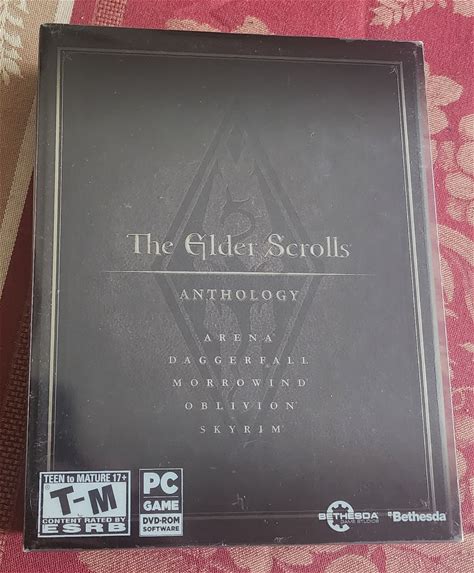 The Elder Scrolls
ANTHOLOGY
ARENA
DAGGERFALL
MORROWIND
OBLIVION
SKYRIM
TEEN to MATURE 17+
T-M
CONTENT RATED BY
ESRB
PC
GAME
DVD-ROM
SOFTWARE
BETHESDA
GAME STUDIOS
Bethesda